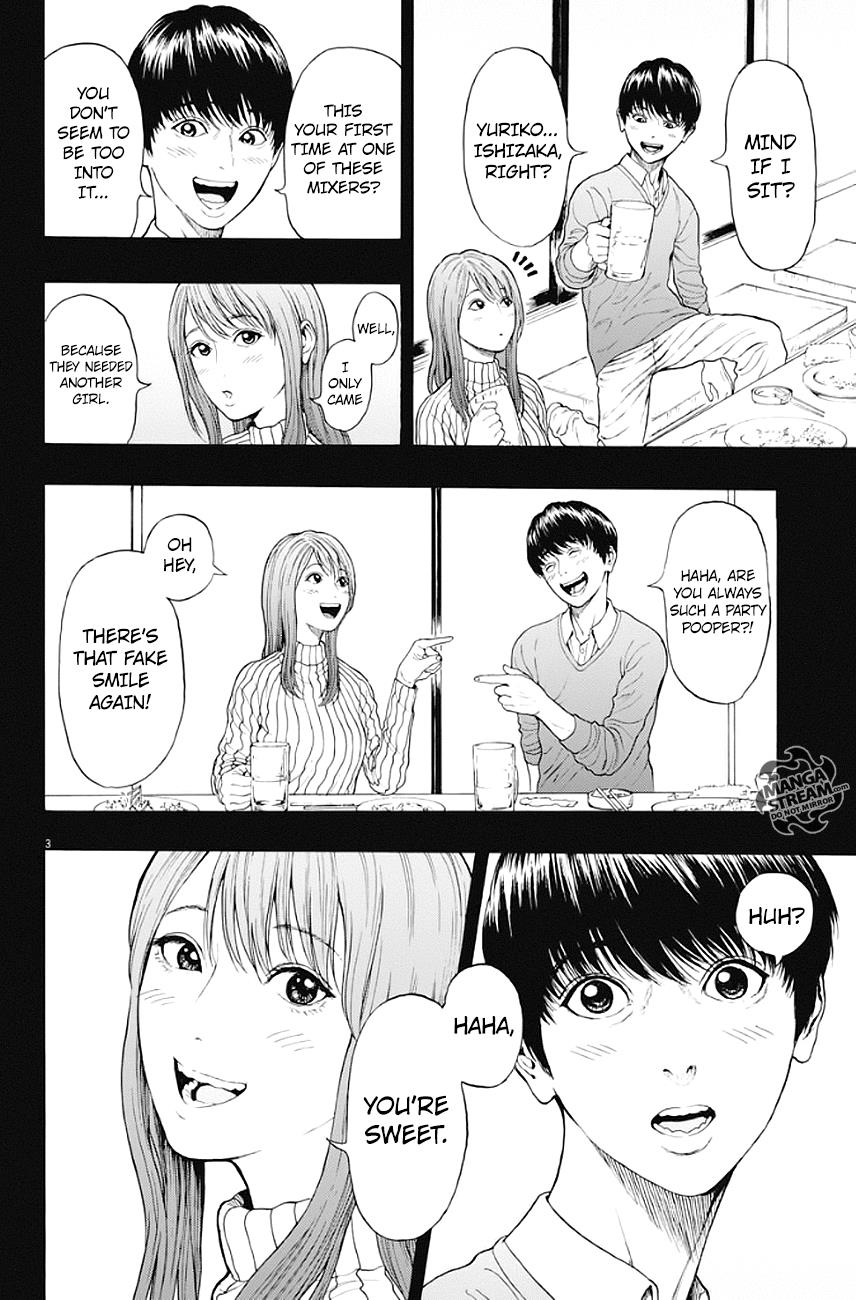 MIND
IF I
SIT?
YURIKO...
ISHIZAKA,
RIGHT?
THIS
YOUR FIRST
TIME AT ONE
OF THESE
MIXERS?
YOU
DON'T
SEEM TO
BE TOO
INTO
IT...
WELL,
I
ONLY
CAME
BECAUSE
THEY NEEDED
ANOTHER
GIRL.
HAHA, ARE
YOU ALWAYS
SUCH A PARTY
POOPER?!
OH
HEY,
THERE'S
THAT FAKE
SMILE
AGAIN!
MANGA
STREAM.com
DO NOT MIRROR
3
HUH?
HAHA,
YOU'RE
SWEET.